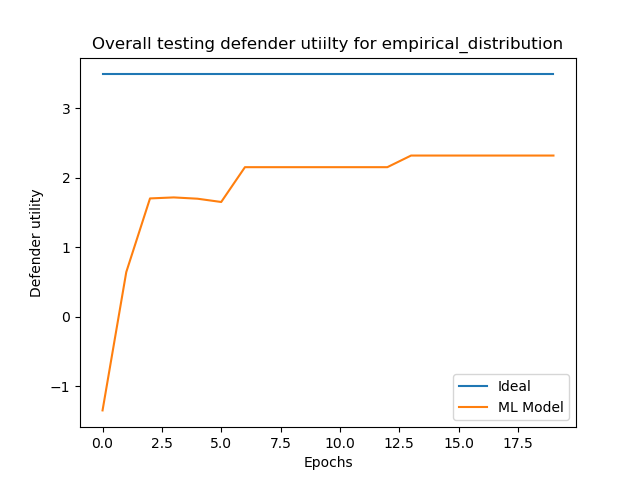 Overall testing defender utiilty for empirical_distribution
Defender utility
3
2
1
0
−1
0.0 2.5 5.0 7.5 10.0 12.5 15.0 17.5
Epochs
Ideal
ML Model